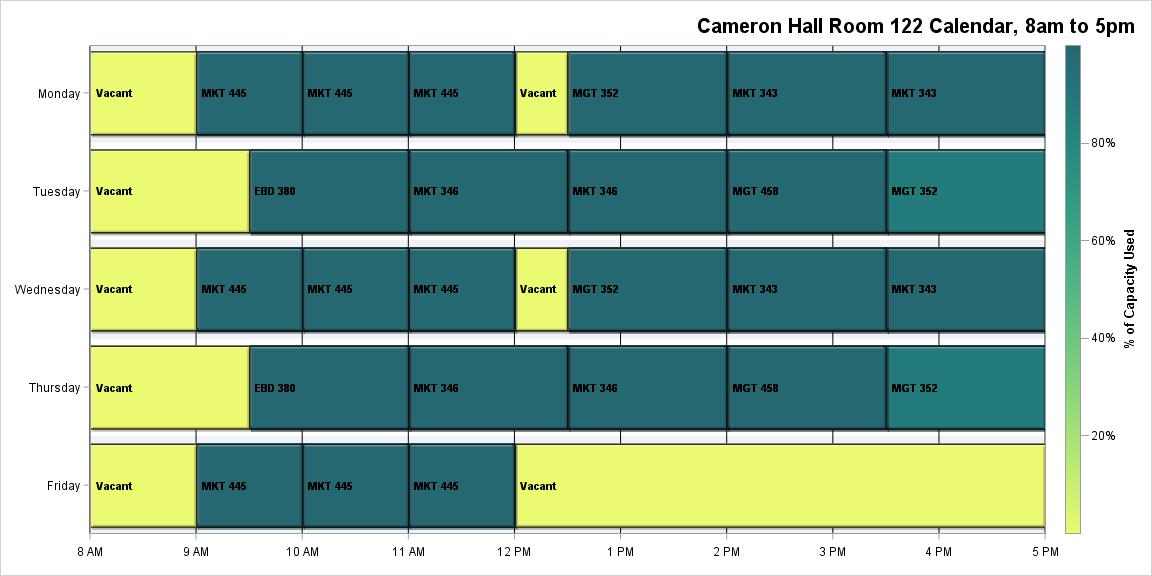 Cameron Hall Room 122 Calendar, 8am to 5pm
Monday
Vacant
MKT 445
MKT 445
MKT 445
Vacant
MGT 352
MKT 343
MKT 343
Tuesday
Vacant
EBD 380
MKT 346
MKT 346
MGT 458
MGT 352
Wednesday
Vacant
MKT 445
MKT 445
MKT 445
Vacant
MGT 352
MKT 343
MKT 343
Thursday
Vacant
EBD 380
MKT 346
MKT 346
MGT 458
MGT 352
Friday
Vacant
MKT 445
MKT 445
MKT 445
Vacant
8 AM
9 AM
10 AM
11 AM
12 PM
1 PM
2 PM
3 PM
4 PM
5 PM
80%
60%
40%
20%
% of Capacity Used